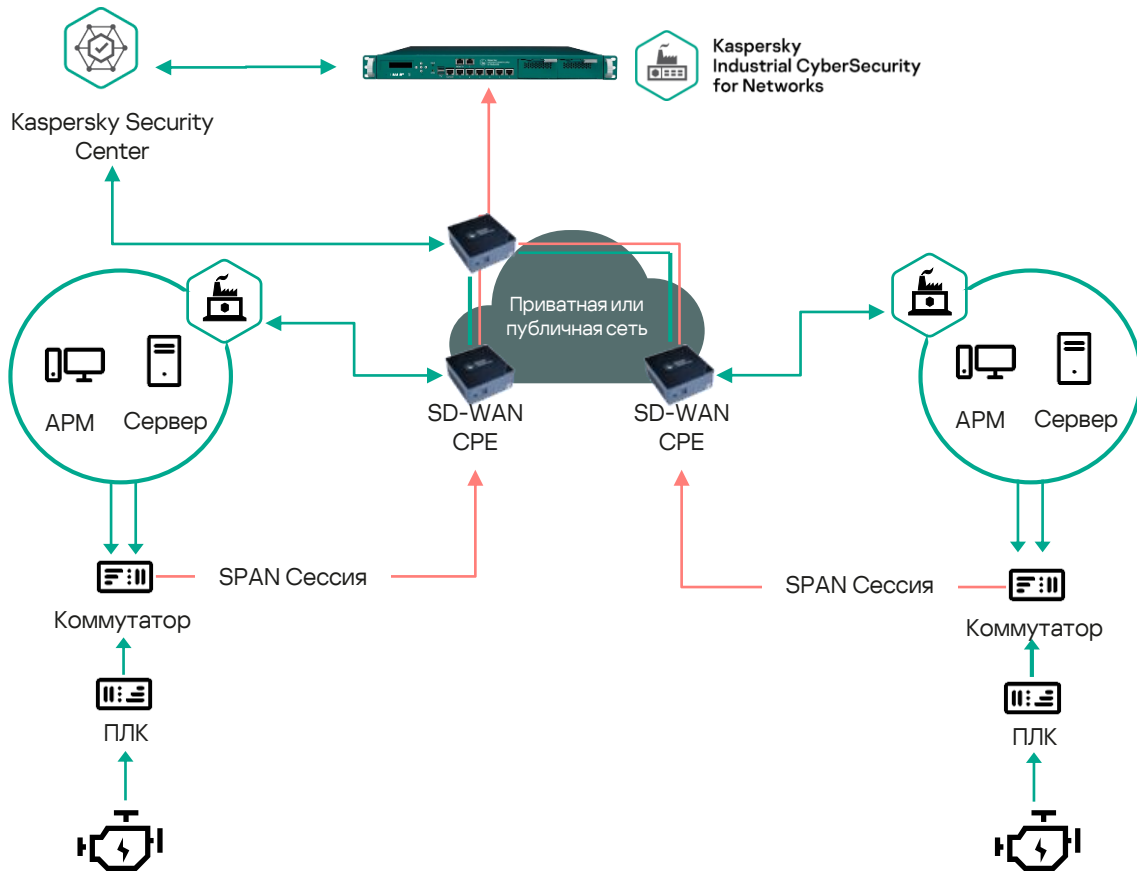 Kaspersky
Industrial CyberSecurity
for Networks
Kaspersky Security
Center
Приватная или
публичная сеть
АРМ
Сервер
SD-WAN
CPE
SD-WAN
CPE
АРМ
Сервер
SPAN Сессия
SPAN Сессия
Коммутатор
Коммутатор
ПЛК
ПЛК